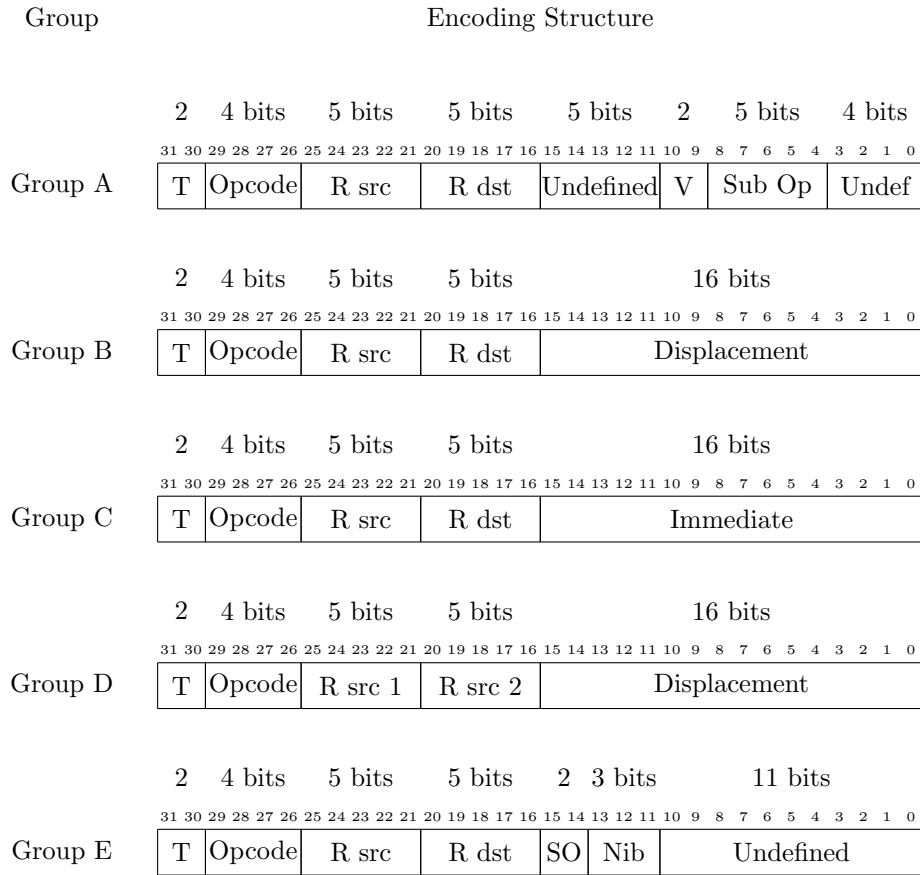 Group Encoding Structure
2 4 bits 5 bits 5 bits 5 bits 2 5 bits 4 bits
31 30 29 28 27 26 25 24 23 22 21 20 19 18 17 16 15 14 13 12 11 10 9 8 7 6 5 4 3 2 1 0
Group A T Opcode R src R dst Undefined V Sub Op Undef
2 4 bits 5 bits 5 bits 16 bits
31 30 29 28 27 26 25 24 23 22 21 20 19 18 17 16 15 14 13 12 11 10 9 8 7 6 5 4 3 2 1 0
Group B T Opcode R src R dst Displacement
2 4 bits 5 bits 5 bits 16 bits
31 30 29 28 27 26 25 24 23 22 21 20 19 18 17 16 15 14 13 12 11 10 9 8 7 6 5 4 3 2 1 0
Group C T Opcode R src R dst Immediate
2 4 bits 5 bits 5 bits 16 bits
31 30 29 28 27 26 25 24 23 22 21 20 19 18 17 16 15 14 13 12 11 10 9 8 7 6 5 4 3 2 1 0
Group D T Opcode R src 1 R src 2 Displacement
2 4 bits 5 bits 5 bits 2 3 bits 11 bits
31 30 29 28 27 26 25 24 23 22 21 20 19 18 17 16 15 14 13 12 11 10 9 8 7 6 5 4 3 2 1 0
Group E T Opcode R src R dst SO Nib Undefined